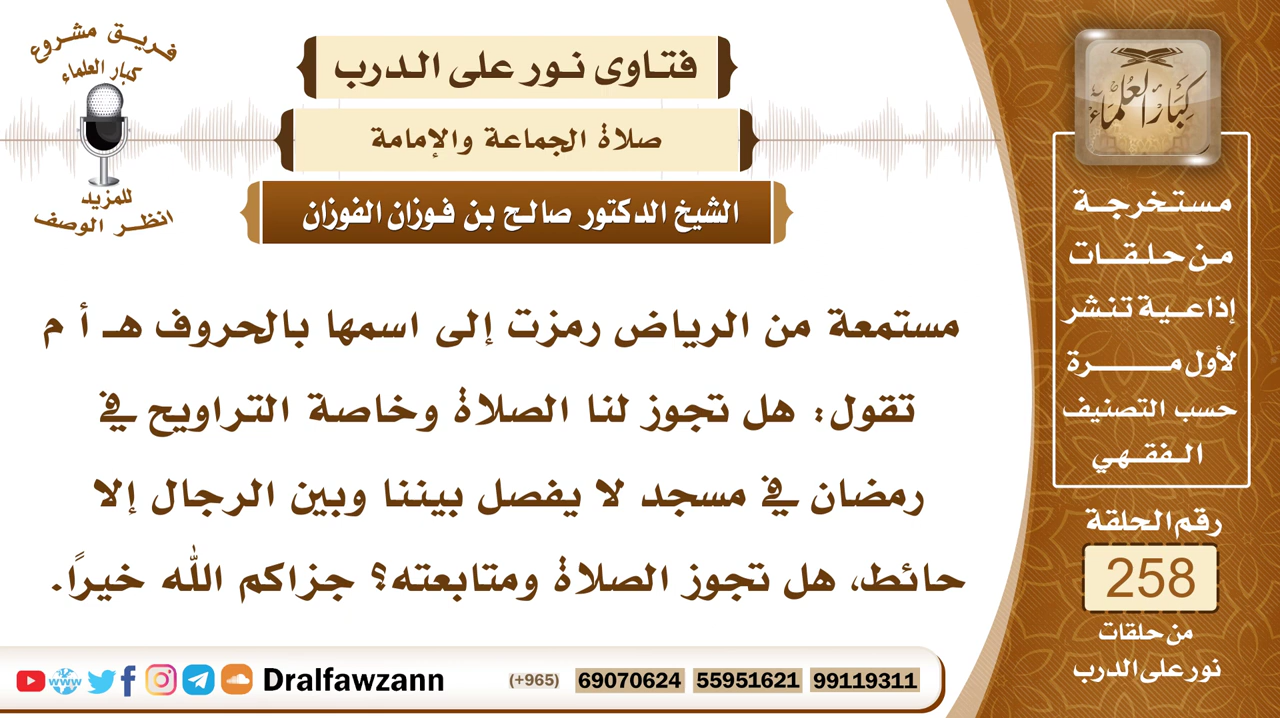 فريق مشروع
كبار العلماء
للمزيد
انظر الوصف
فتاوى نور على الدرب
صلاة الجماعة والإمامة
الشيخ الدكتور صالح بن فوزان الفوزان
مستمعة من الرياض رمزت إلى اسمها بالحروف هـ أ م
تقول: هل تجوز لنا الصلاة وخاصة التراويح في
رمضان في مسجد لا يفصل بيننا وبين الرجال إلا
حائط، هل تجوز الصلاة ومتابعته؟ جزاكم الله خيرًا.
كبار العلماء
مستخرجة
من حلقات
إذاعية تنشر
لأول مرة
حسب التصنيف
الفقهي
رقم الحلقة
258
من حلقات
نور على الدرب
www Dralfawzann (+965) 69070624 55951621 99119311